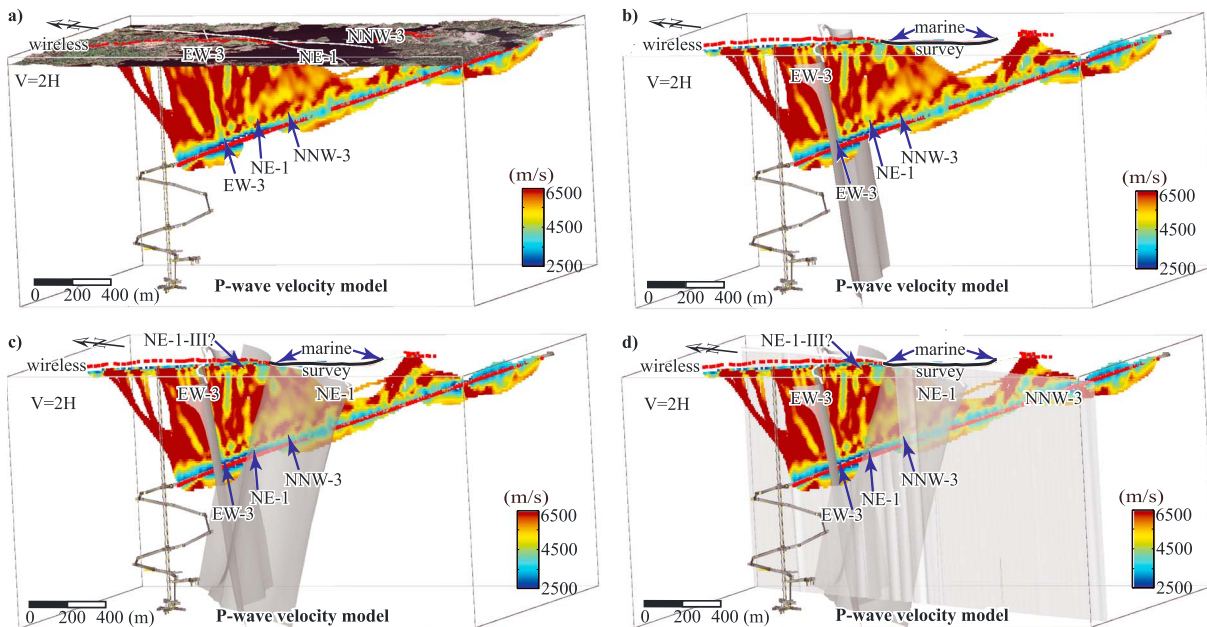 a)
wireless
EW-3
NNW-3
NE-1
V=2H
NNW-3
NE-1
EW-3
(m/s)
6500
4500
2500
0 200 400 (m)
P-wave velocity model
b)
wireless
marine
survey
EW-3
V=2H
NNW-3
NE-1
EW-3
(m/s)
6500
4500
2500
0 200 400 (m)
P-wave velocity model
c)
NE-1-III?
marine
wireless
survey
EW-3
NE-1
V=2H
NNW-3
NE-1
EW-3
(m/s)
6500
4500
2500
0 200 400 (m)
P-wave velocity model
d)
NE-1-III?
marine
wireless
survey
EW-3
NE-1
NNW-3
V=2H
NNW-3
NE-1
EW-3
(m/s)
6500
4500
2500
0 200 400 (m)
P-wave velocity model